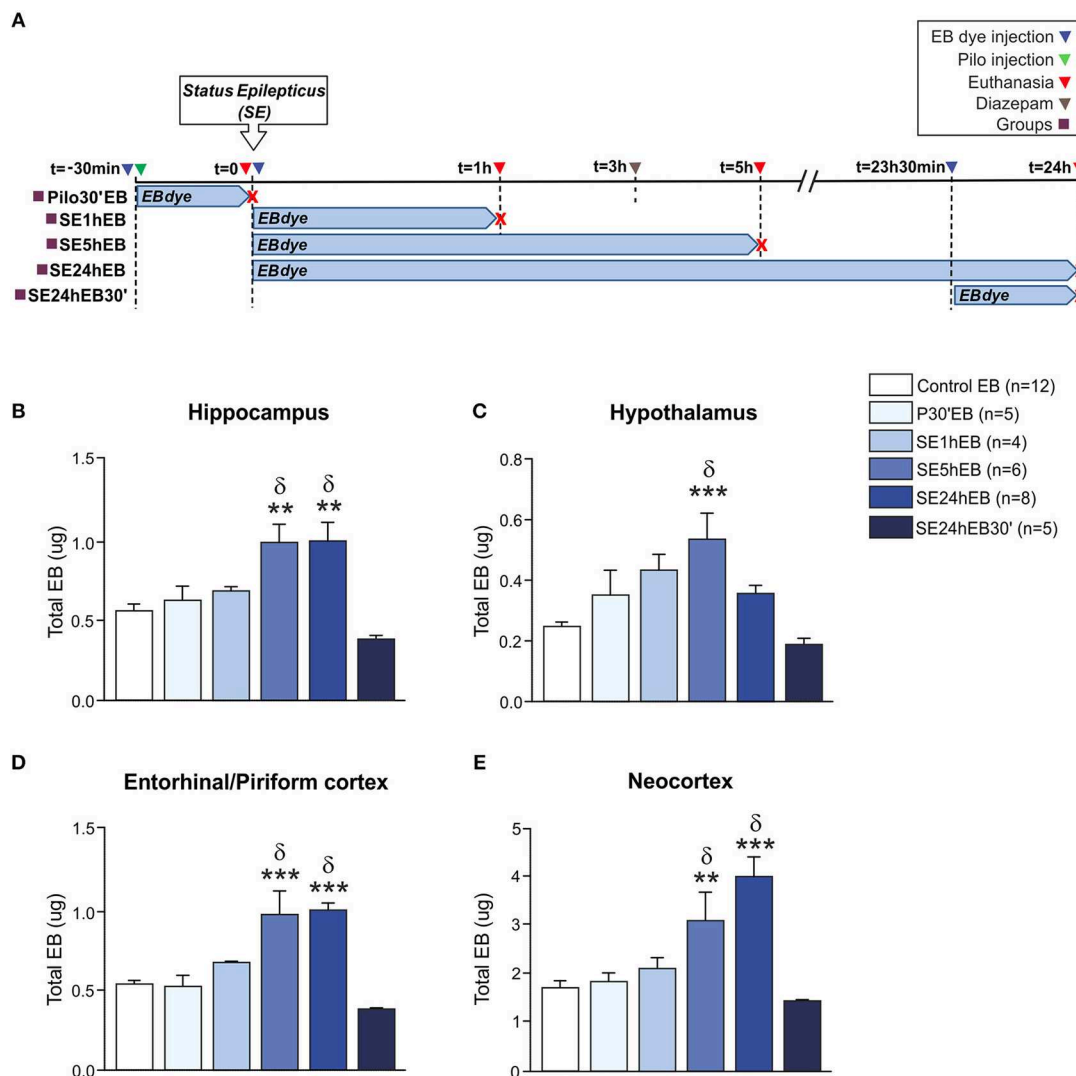 A
EB dye injection
Pilo injection
Euthanasia
Diazepam
Groups
Status Epilepticus
(SE)
t=-30min
t=0
t=1h
t=3h
t=5h
t=23h30min
t=24h
Pilo30'EB
EBdye
X
SE1hEB
EBdye
X
SE5hEB
EBdye
X
SE24hEB
EBdye
SE24hEB30'
EBdye
Control EB (n=12)
P30'EB (n=5)
SE1hEB (n=4)
SE5hEB (n=6)
SE24hEB (n=8)
SE24hEB30' (n=5)
B
Hippocampus
Total EB (ug)
1.5
1.0
0.5
0.0
δ
**
δ
**
C
Hypothalamus
Total EB (ug)
0.8
0.6
0.4
0.2
0.0
δ
***
D
Entorhinal/Piriform cortex
Total EB (ug)
1.5
1.0
0.5
0.0
δ
***
δ
***
E
Neocortex
Total EB (ug)
5
4
3
2
1
0
δ
**
δ
***